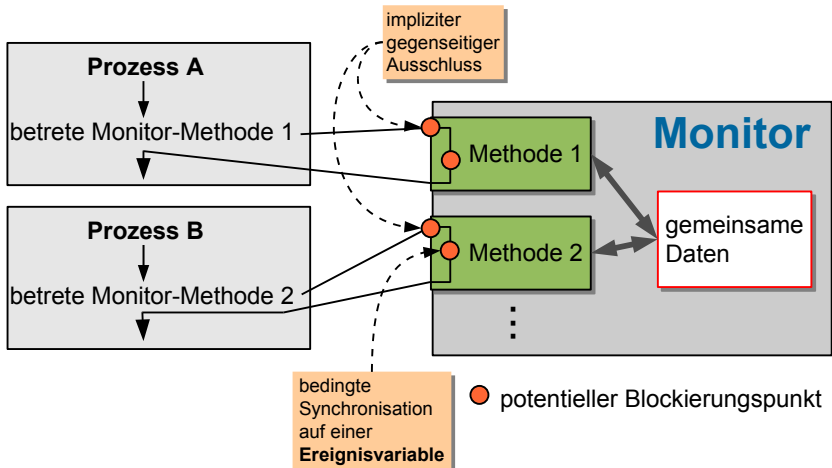 impliziter
gegenseitiger
Ausschluss
Prozess A
betrete Monitor-Methode 1
Prozess B
betrete Monitor-Methode 2
Monitor
Methode 1
Methode 2
gemeinsame
Daten
bedingte
Synchronisation
auf einer
Ereignisvariable
potentieller Blockierungspunkt